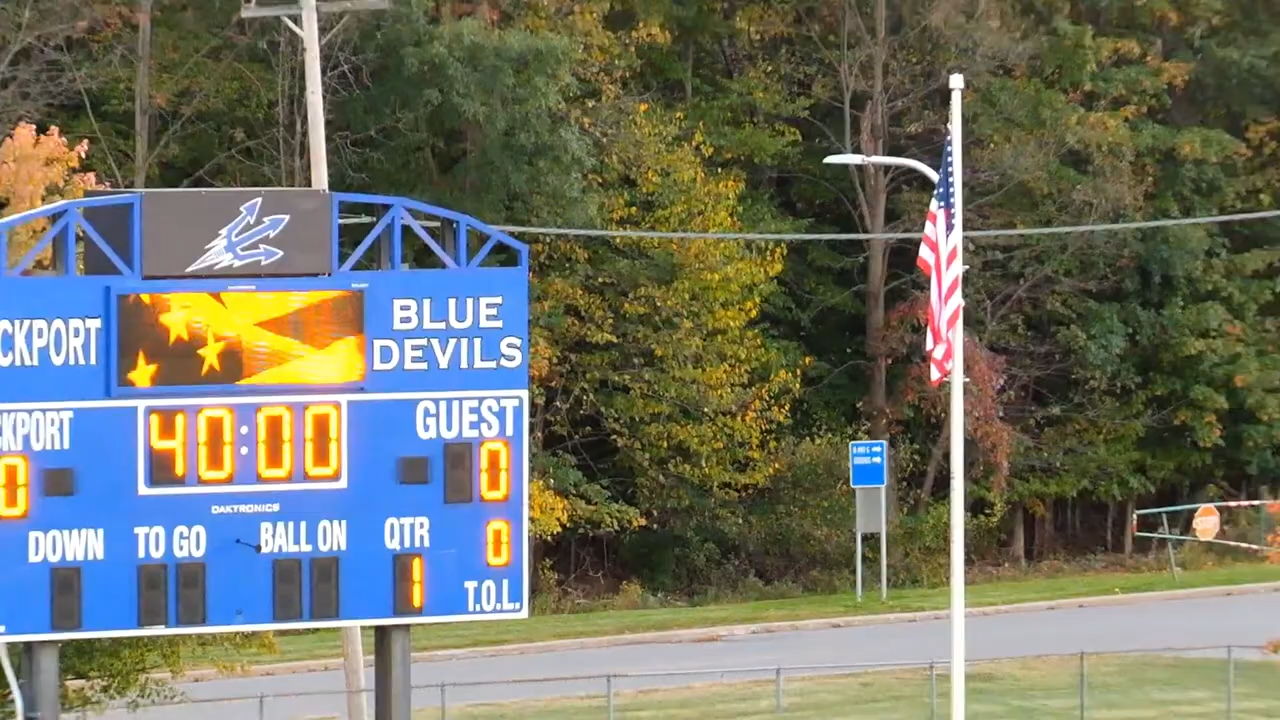 CKPORT
BLUE
DEVILS
CKPORT
40:00
GUEST
0
0
DAKTRONICS
DOWN
TO GO
BALL ON
QTR
0
1
T.O.L.